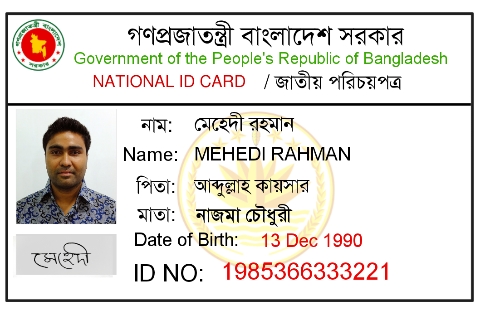 গণপ্রজাতন্ত্রী বাংলাদেশ সরকার
Government of the People's Republic of Bangladesh
NATIONAL ID CARD / জাতীয় পরিচয়পত্র
নাম: মেহেদী রহমান
Name: MEHEDI RAHMAN
পিতা: আব্দুল্লাহ কায়সার
মাতা: নাজমা চৌধুরী
Date of Birth: 13 Dec 1990
মেহেদী
ID NO: 1985366333221